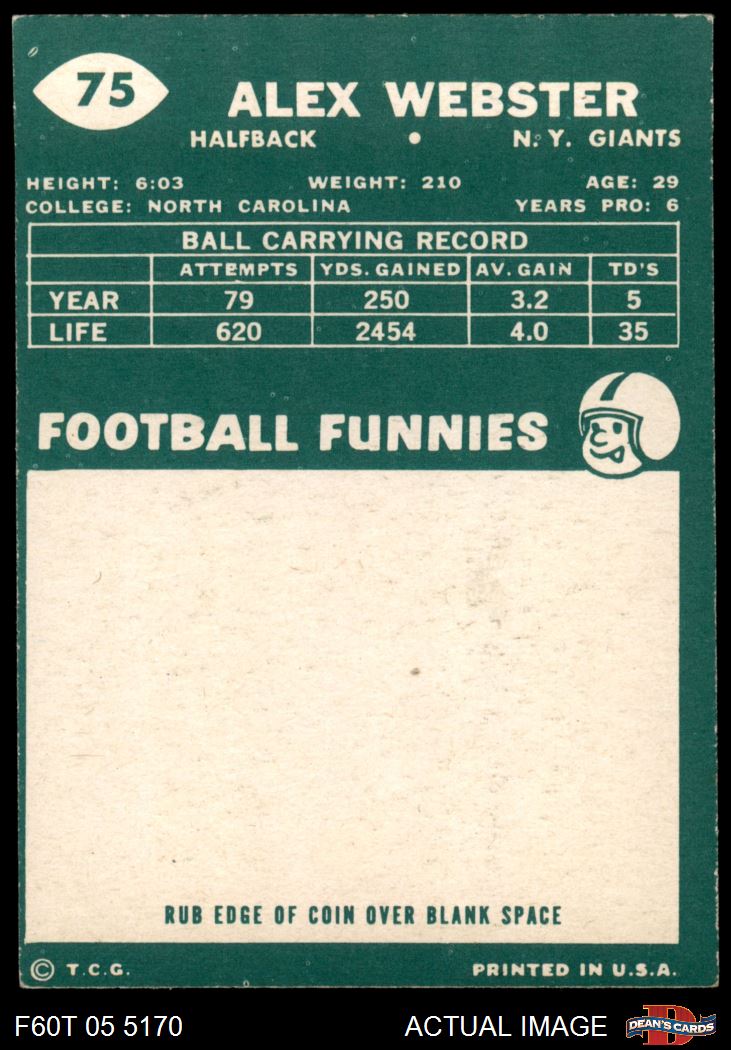 75
ALEX WEBSTER
HALFBACK • N.Y. GIANTS
HEIGHT: 6:03 WEIGHT: 210 AGE: 29
COLLEGE: NORTH CAROLINA YEARS PRO: 6
BALL CARRYING RECORD
ATTEMPTS YDS. GAINED AV. GAIN TD'S
YEAR 79 250 3.2 5
LIFE 620 2454 4.0 35
FOOTBALL FUNNIES
RUB EDGE OF COIN OVER BLANK SPACE
© T.C.G. PRINTED IN U.S.A.
F60T 05 5170 ACTUAL IMAGE D DEAN'S CARDS